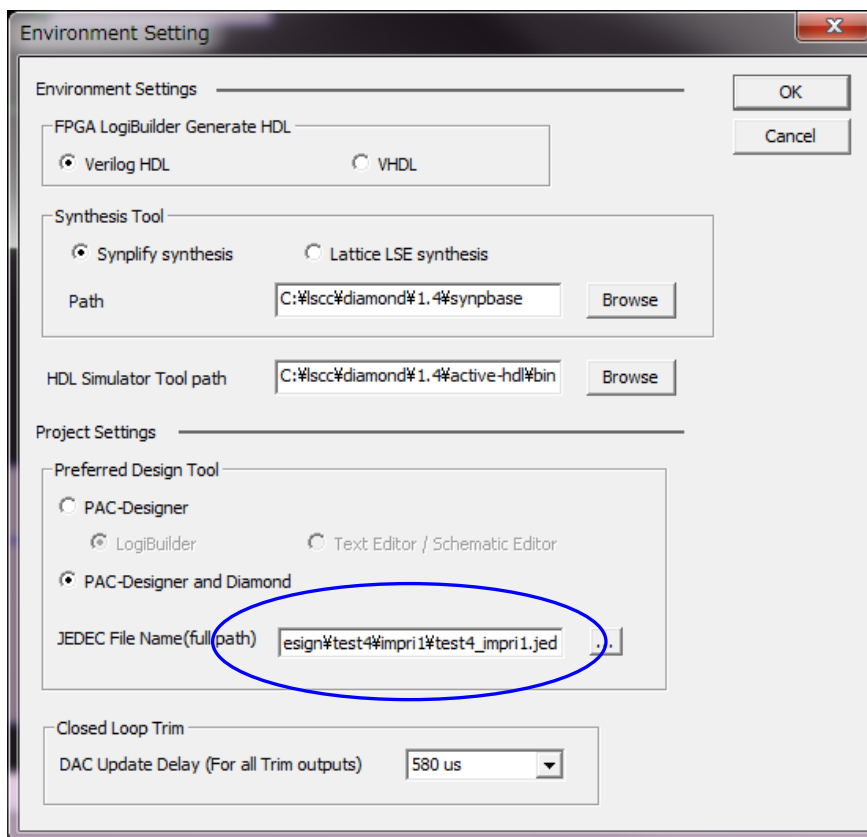 Environment Setting
Environment Settings
OK
FPGA LogiBuilder Generate HDL
Cancel
Verilog HDL VHDL
Synthesis Tool
Synplify synthesis Lattice LSE synthesis
Path C:¥lscc¥diamond¥1.4¥synpbase Browse
HDL Simulator Tool path C:¥lscc¥diamond¥1.4¥active-hdl¥bin Browse
Project Settings
Preferred Design Tool
PAC-Designer
LogiBuilder Text Editor / Schematic Editor
PAC-Designer and Diamond
JEDEC File Name(full path) esign¥test4¥impri1¥test4_impri1.jed ...
Closed Loop Trim
DAC Update Delay (For all Trim outputs) 580 us